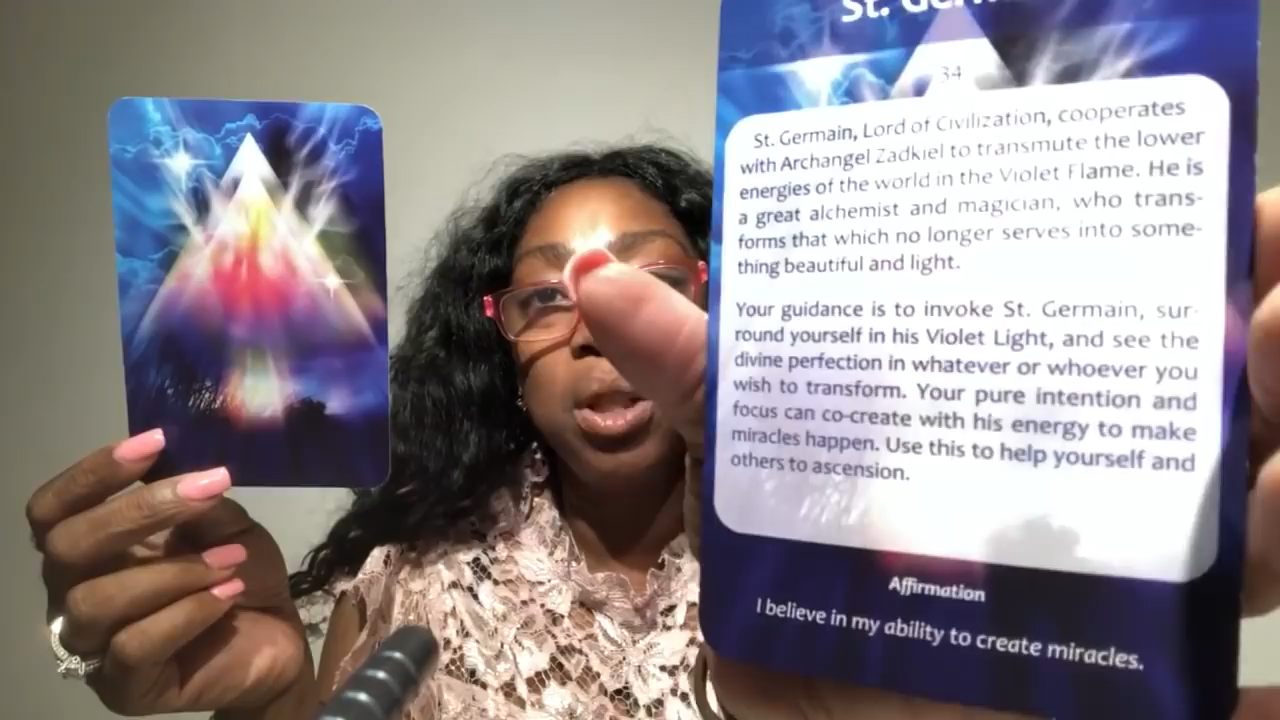 St.
34
St. Germain, Lord of Civilization, cooperates
with Archangel Zadkiel to transmute the lower
energies of the world in the Violet Flame. He is
a great alchemist and magician, who trans-
forms that which no longer serves into some-
thing beautiful and light.
Your guidance is to invoke St. Germain, sur-
round yourself in his Violet Light, and see the
divine perfection in whatever or whoever you
wish to transform. Your pure intention and
focus can co-create with his energy to make
miracles happen. Use this to help yourself and
others to ascension.
Affirmation
I believe in my ability to create miracles.